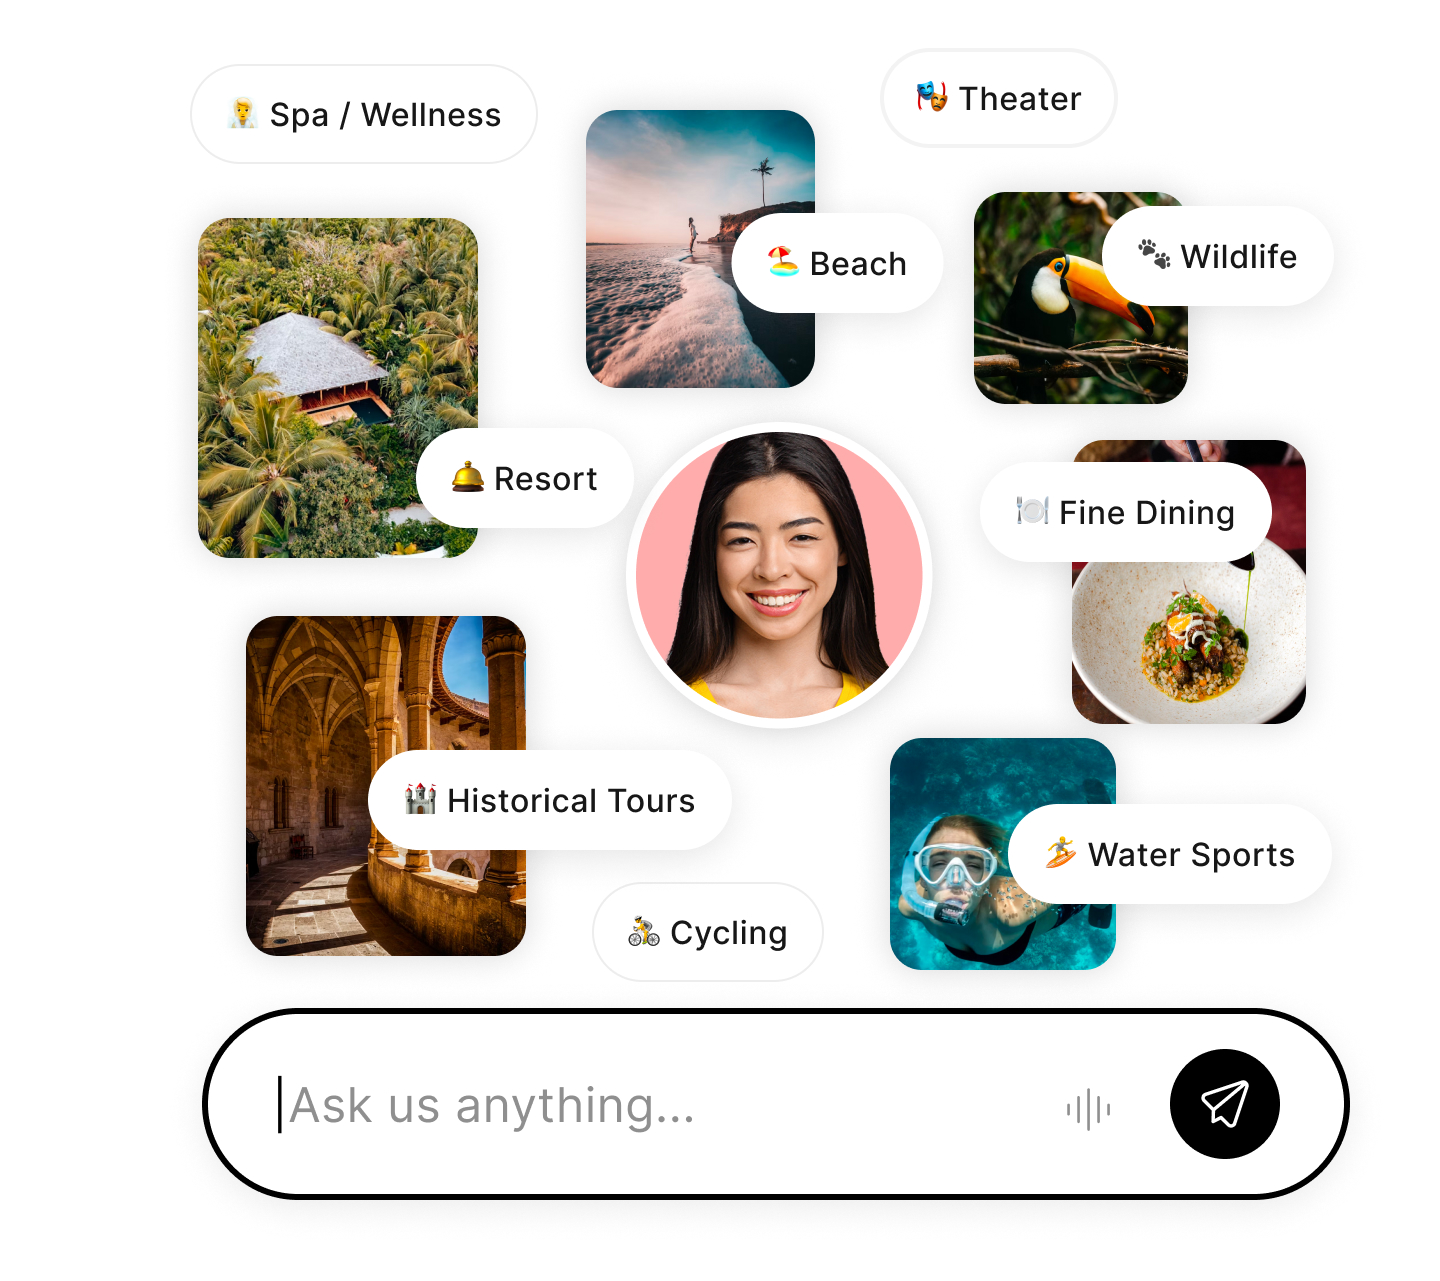 Spa / Wellness
Theater
Beach
Wildlife
Resort
Fine Dining
Historical Tours
Water Sports
Cycling
Ask us anything...